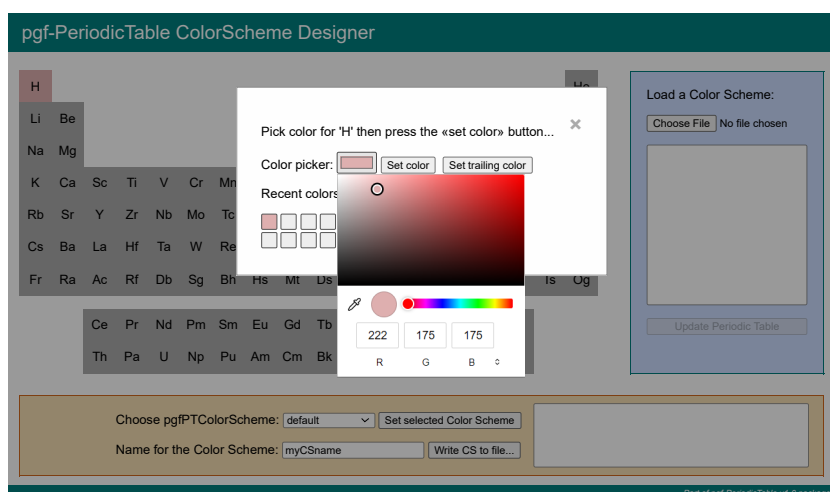 pgf-PeriodicTable ColorScheme Designer
H He
Pick color for 'H' then press the «set color» button... ×
Color picker: Set color Set trailing color
Recent colors
222 175 175
R G B
Li Be
Na Mg
K Ca Sc Ti V Cr Mn
Rb Sr Y Zr Nb Mo Tc
Cs Ba La Hf Ta W Re
Fr Ra Ac Rf Db Sg Bh Hs Mt Ds Ts Og
Ce Pr Nd Pm Sm Eu Gd Tb
Th Pa U Np Pu Am Cm Bk
Load a Color Scheme:
Choose File No file chosen
Update Periodic Table
Choose pgfPTColorScheme: default Set selected Color Scheme
Name for the Color Scheme: myCSname Write CS to file...